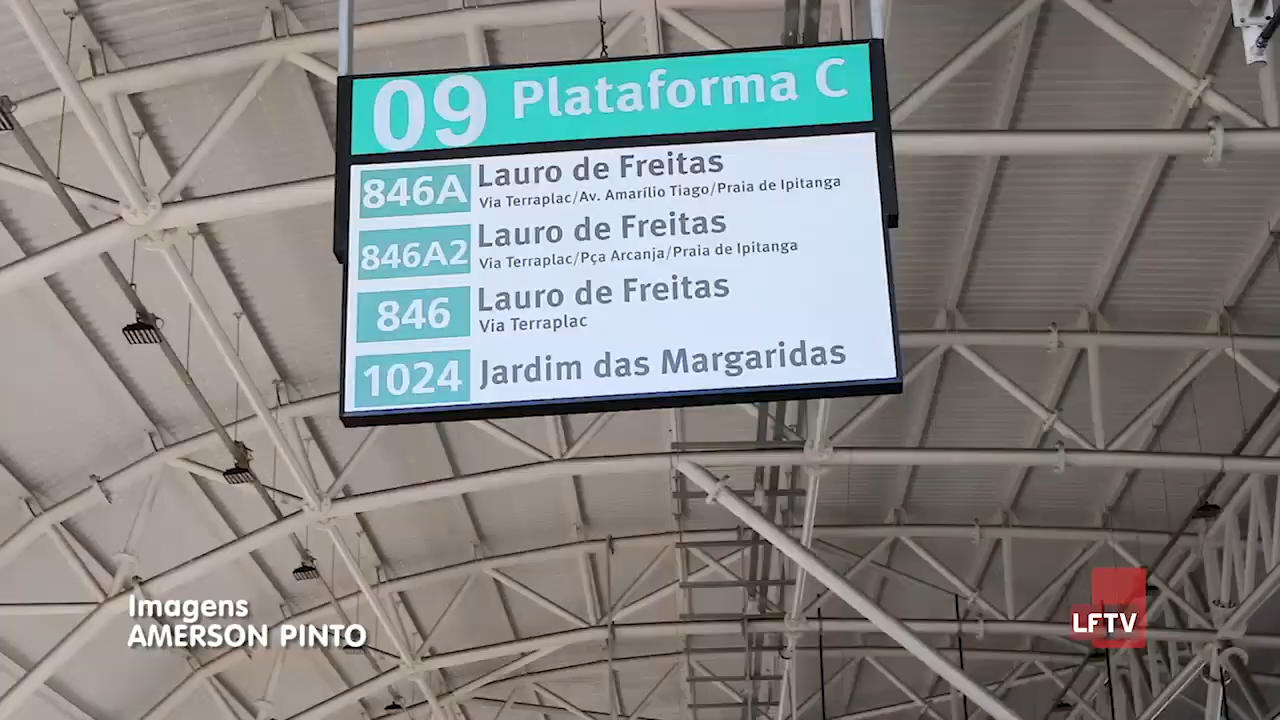 09 Plataforma C
846A Lauro de Freitas
Via Terraplac/Av. Amarílio Tiago/Praia de Ipitanga
846A2 Lauro de Freitas
Via Terraplac/Pça Arcanja/Praia de Ipitanga
846 Lauro de Freitas
Via Terraplac
1024 Jardim das Margaridas
Imagens
AMERSON PINTO
LFTV